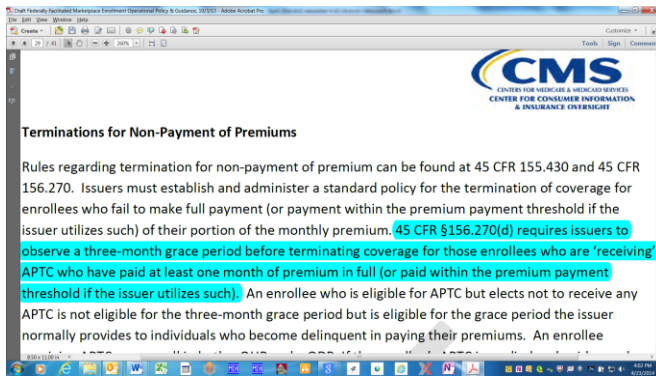 Draft Federally Facilitated Marketplace Enrollment Operational Policy & Guidance, 10/3/13 - Adobe Acrobat Pro
File Edit View Window Help
Create
Customize
29 / 41 200%
Tools Sign Comment
CMS
CENTERS FOR MEDICARE & MEDICAID SERVICES
CENTER FOR CONSUMER INFORMATION
& INSURANCE OVERSIGHT
Terminations for Non-Payment of Premiums
Rules regarding termination for non-payment of premium can be found at 45 CFR 155.430 and 45 CFR
156.270. Issuers must establish and administer a standard policy for the termination of coverage for
enrollees who fail to make full payment (or payment within the premium payment threshold if the
issuer utilizes such) of their portion of the monthly premium. 45 CFR §156.270(d) requires issuers to
observe a three-month grace period before terminating coverage for those enrollees who are ‘receiving’
APTC who have paid at least one month of premium in full (or paid within the premium payment
threshold if the issuer utilizes such). An enrollee who is eligible for APTC but elects not to receive any
APTC is not eligible for the three-month grace period but is eligible for the grace period the issuer
normally provides to individuals who become delinquent in paying their premiums. An enrollee
8.50 x 11.00 in
4:02 PM
4/23/2014